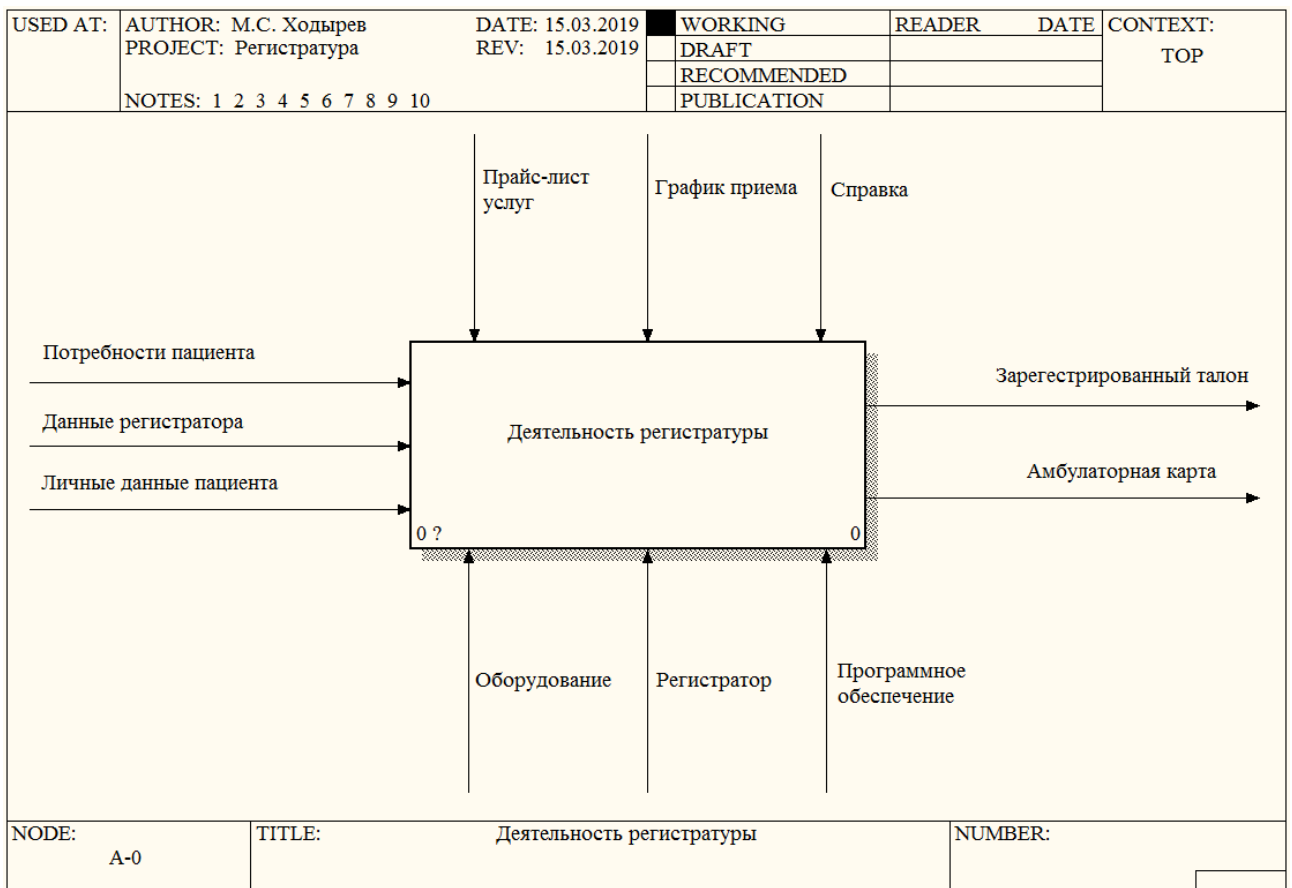 USED AT:
AUTHOR: М.С. Ходырев
DATE: 15.03.2019
PROJECT: Регистратура
REV: 15.03.2019
NOTES: 1 2 3 4 5 6 7 8 9 10
WORKING
DRAFT
RECOMMENDED
PUBLICATION
READER DATE
CONTEXT:
TOP
Прайс-лист
услуг
График приема
Справка
Потребности пациента
Данные регистратора
Личные данные пациента
Деятельность регистратуры
0 ?
0
Зарегестрированный талон
Амбулаторная карта
Оборудование
Регистратор
Программное
обеспечение
NODE:
A-0
TITLE:
Деятельность регистратуры
NUMBER: